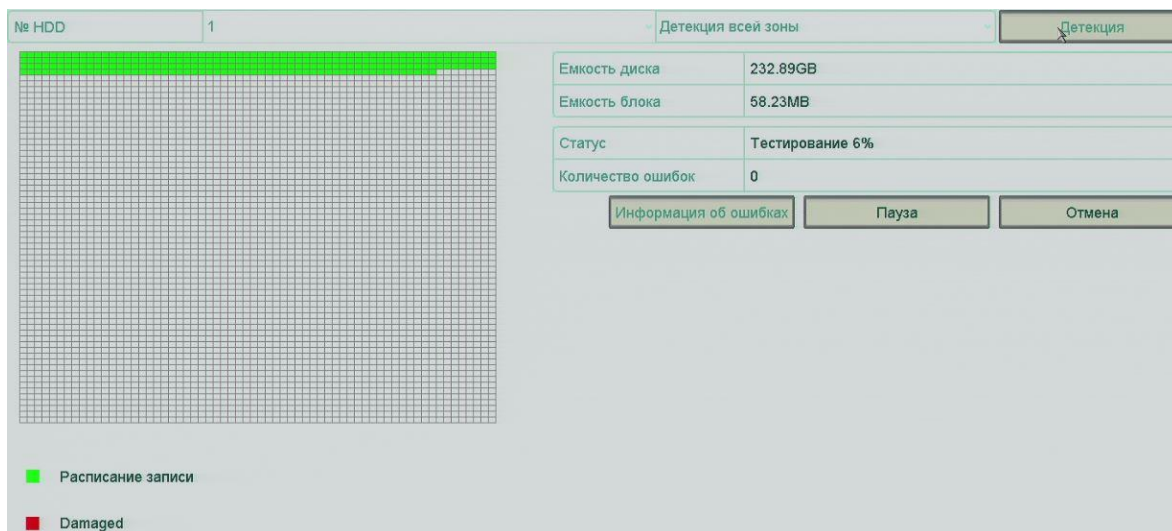 № HDD 1 Детекция всей зоны Детекция
Емкость диска 232.89GB
Емкость блока 58.23MB
Статус Тестирование 6%
Количество ошибок 0
Информация об ошибках Пауза Отмена
Расписание записи
Damaged